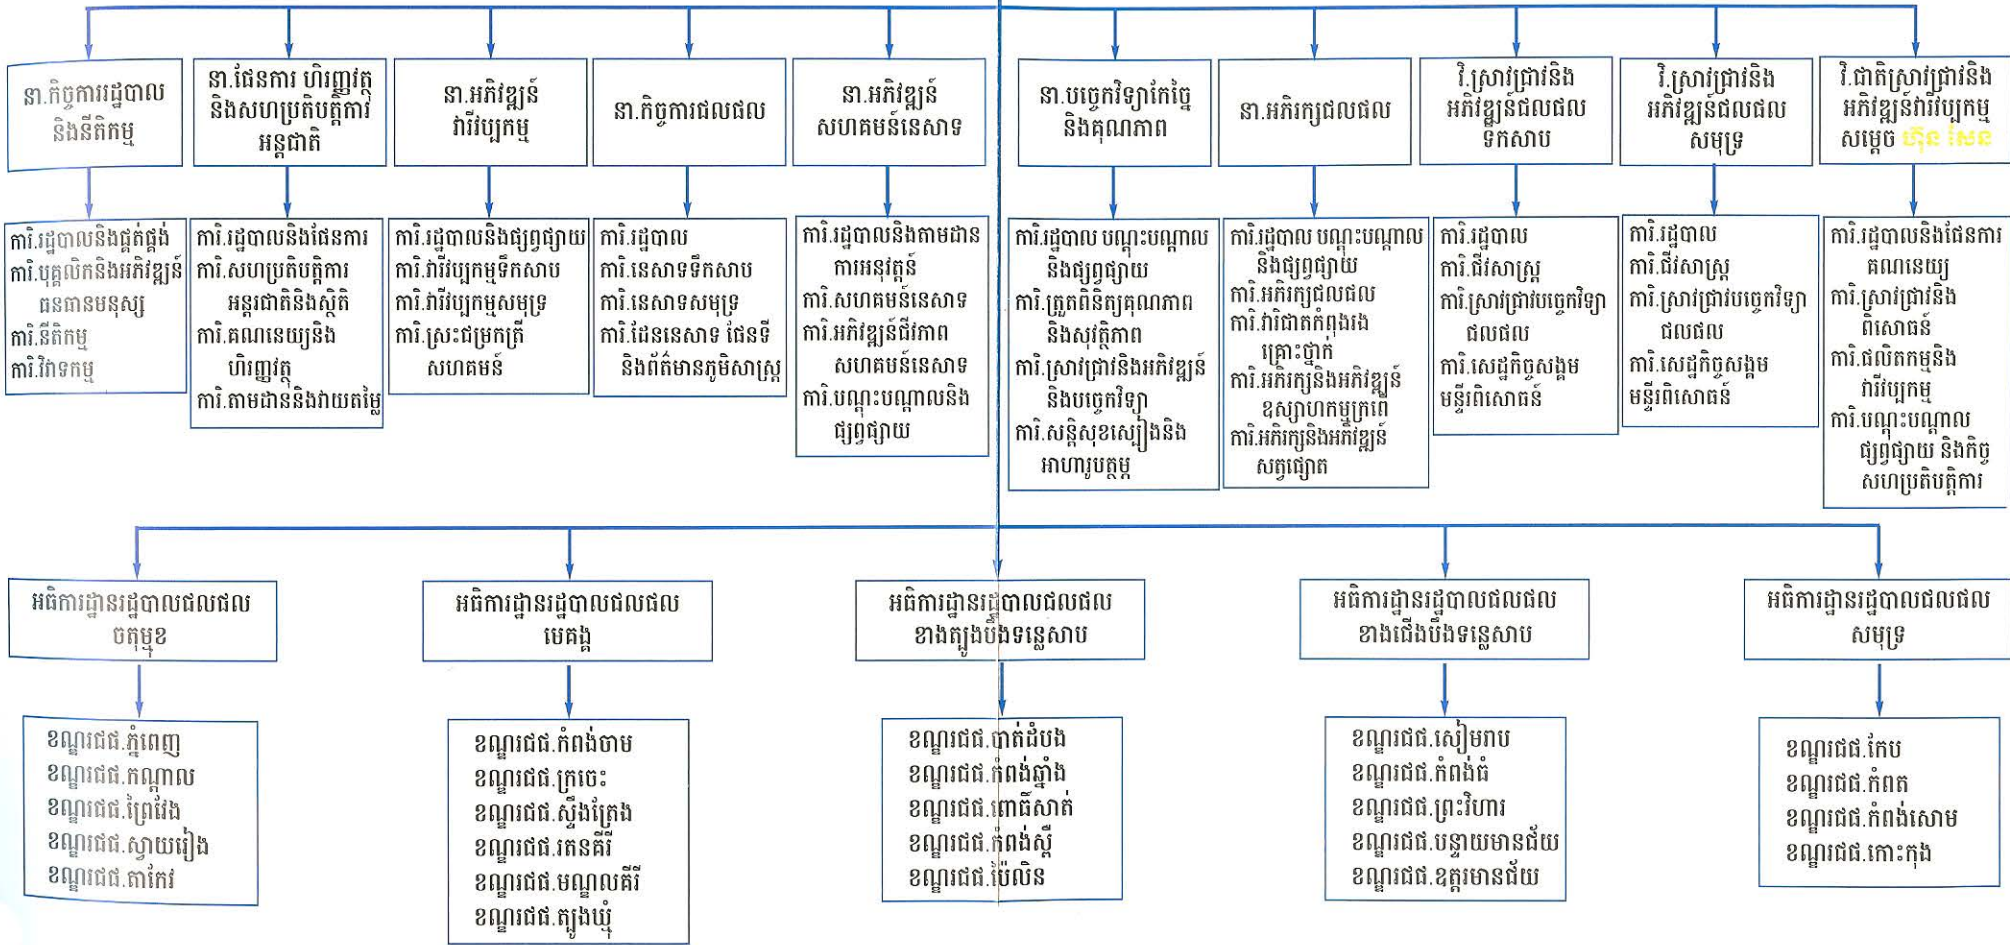 នា.កិច្ចការរដ្ឋបាល
និងនីតិកម្ម
នា.ផែនការ ហិរញ្ញវត្ថុ
និងសហប្រតិបត្តិការ
អន្តជាតិ
នា.អភិវឌ្ឍន៍
វារីវប្បកម្ម
នា.កិច្ចការផលផល
នា.អភិវឌ្ឍន៍
សហគមន៍នេសាទ
នា.បច្ចេកវិទ្យាកែច្នៃ
និងគុណភាព
នា.អភិរក្សជលផល
វិ.ស្រាវជ្រាវនិង
អភិវឌ្ឍន៍ជលផល
ទឹកសាប
វិ.ស្រាវជ្រាវនិង
អភិវឌ្ឍន៍ជលផល
សមុទ្រ
វិ.ជាតិស្រាវជ្រាវនិង
អភិវឌ្ឍន៍វារីវប្បកម្ម
សម្តេច ហ៊ុន សែន
ការិ.រដ្ឋបាលនិងផ្គត់ផ្គង់
ការិ.បុគ្គលិកនិងអភិវឌ្ឍន៍
ធនធានមនុស្ស
ការិ.នីតិកម្ម
ការិ.វិវាទកម្ម
ការិ.រដ្ឋបាលនិងផែនការ
ការិ.សហប្រតិបត្តិការ
អន្តរជាតិនិងស្ថិតិ
ការិ.គណនេយ្យនិង
ហិរញ្ញវត្ថុ
ការិ.តាមដាននិងវាយតម្លៃ
ការិ.រដ្ឋបាលនិងផ្សព្វផ្សាយ
ការិ.វារីវប្បកម្មទឹកសាប
ការិ.វារីវប្បកម្មសមុទ្រ
ការិ.ស្រះជម្រកត្រី
សហគមន៍
ការិ.រដ្ឋបាល
ការិ.នេសាទទឹកសាប
ការិ.នេសាទសមុទ្រ
ការិ.ដែននេសាទ ផែនទី
និងព័ត៌មានភូមិសាស្ត្រ
ការិ.រដ្ឋបាលនិងតាមដាន
ការអនុវត្តន៍
ការិ.សហគមន៍នេសាទ
ការិ.អភិវឌ្ឍន៍ជីវភាព
សហគមន៍នេសាទ
ការិ.បណ្តុះបណ្តាលនិង
ផ្សព្វផ្សាយ
ការិ.រដ្ឋបាល បណ្តុះបណ្តាល
និងផ្សព្វផ្សាយ
ការិ.ត្រួតពិនិត្យគុណភាព
និងសុវត្ថិភាព
ការិ.ស្រាវជ្រាវនិងអភិវឌ្ឍន៍
និងបច្ចេកវិទ្យា
ការិ.សន្តិសុខស្បៀងនិង
អាហារូបត្ថម្ភ
ការិ.រដ្ឋបាល បណ្តុះបណ្តាល
និងផ្សព្វផ្សាយ
ការិ.អភិរក្សជលផល
ការិ.វារិជាតកំពុងរង
គ្រោះថ្នាក់
ការិ.អភិរក្សនិងអភិវឌ្ឍន៍
ឧស្សាហកម្មក្រពើ
ការិ.អភិរក្សនិងអភិវឌ្ឍន៍
សត្វផ្សោត
ការិ.រដ្ឋបាល
ការិ.ជីវសាស្ត្រ
ការិ.ស្រាវជ្រាវបច្ចេកវិទ្យា
ជលផល
ការិ.សេដ្ឋកិច្ចសង្គម
មន្ទីរពិសោធន៍
ការិ.រដ្ឋបាល
ការិ.ជីវសាស្ត្រ
ការិ.ស្រាវជ្រាវបច្ចេកវិទ្យា
ជលផល
ការិ.សេដ្ឋកិច្ចសង្គម
មន្ទីរពិសោធន៍
ការិ.រដ្ឋបាលនិងផែនការ
គណនេយ្យ
ការិ.ស្រាវជ្រាវនិង
ពិសោធន៍
ការិ.ផលិតកម្មនិង
វារីវប្បកម្ម
ការិ.បណ្តុះបណ្តាល
ផ្សព្វផ្សាយ និងកិច្ច
សហប្រតិបត្តិការ
អធិការដ្ឋានរដ្ឋបាលជលផល
ចតុម្មុខ
អធិការដ្ឋានរដ្ឋបាលជលផល
មេគង្គ
អធិការដ្ឋានរដ្ឋបាលជលផល
ខាងត្បូងបឹងទន្លេសាប
អធិការដ្ឋានរដ្ឋបាលជលផល
ខាងជើងបឹងទន្លេសាប
អធិការដ្ឋានរដ្ឋបាលជលផល
សមុទ្រ
ខណ្ឌរជផ.ភ្នំពេញ
ខណ្ឌរជផ.កណ្តាល
ខណ្ឌរជផ.ព្រៃវែង
ខណ្ឌរជផ.ស្វាយរៀង
ខណ្ឌរជផ.តាកែវ
ខណ្ឌរជផ.កំពង់ចាម
ខណ្ឌរជផ.ក្រចេះ
ខណ្ឌរជផ.ស្ទឹងត្រែង
ខណ្ឌរជផ.រតនគីរី
ខណ្ឌរជផ.មណ្ឌលគីរី
ខណ្ឌរជផ.ត្បូងឃ្មុំ
ខណ្ឌរជផ.បាត់ដំបង
ខណ្ឌរជផ.កំពង់ឆ្នាំង
ខណ្ឌរជផ.ពោធិ៍សាត់
ខណ្ឌរជផ.កំពង់ស្ពឺ
ខណ្ឌរជផ.ប៉ៃលិន
ខណ្ឌរជផ.សៀមរាប
ខណ្ឌរជផ.កំពង់ធំ
ខណ្ឌរជផ.ព្រះវិហារ
ខណ្ឌរជផ.បន្ទាយមានជ័យ
ខណ្ឌរជផ.ឧត្តរមានជ័យ
ខណ្ឌរជផ.កែប
ខណ្ឌរជផ.កំពត
ខណ្ឌរជផ.កំពង់សោម
ខណ្ឌរជផ.កោះកុង